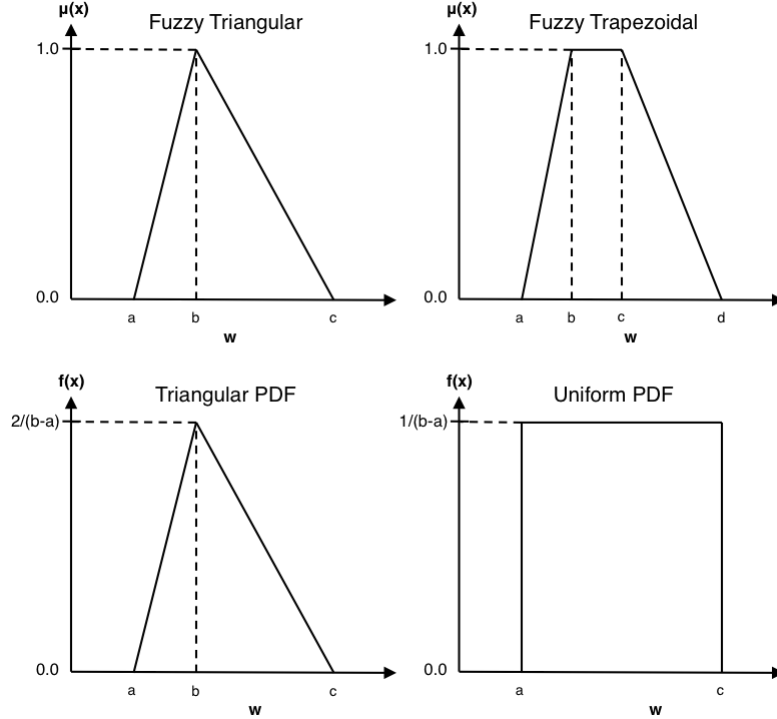 μ(x)
Fuzzy Triangular
1.0
0.0
a b c
w
μ(x)
Fuzzy Trapezoidal
1.0
0.0
a b c d
w
f(x)
Triangular PDF
2/(b-a)
0.0
a b c
w
f(x)
Uniform PDF
1/(b-a)
0.0
a c
w